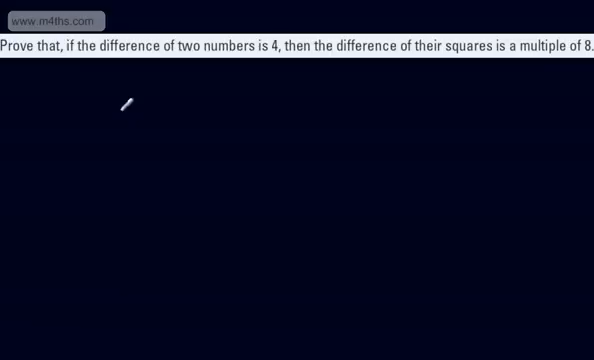 www.m4ths.com
Prove that, if the difference of two numbers is 4, then the difference of their squares is a multiple of 8.